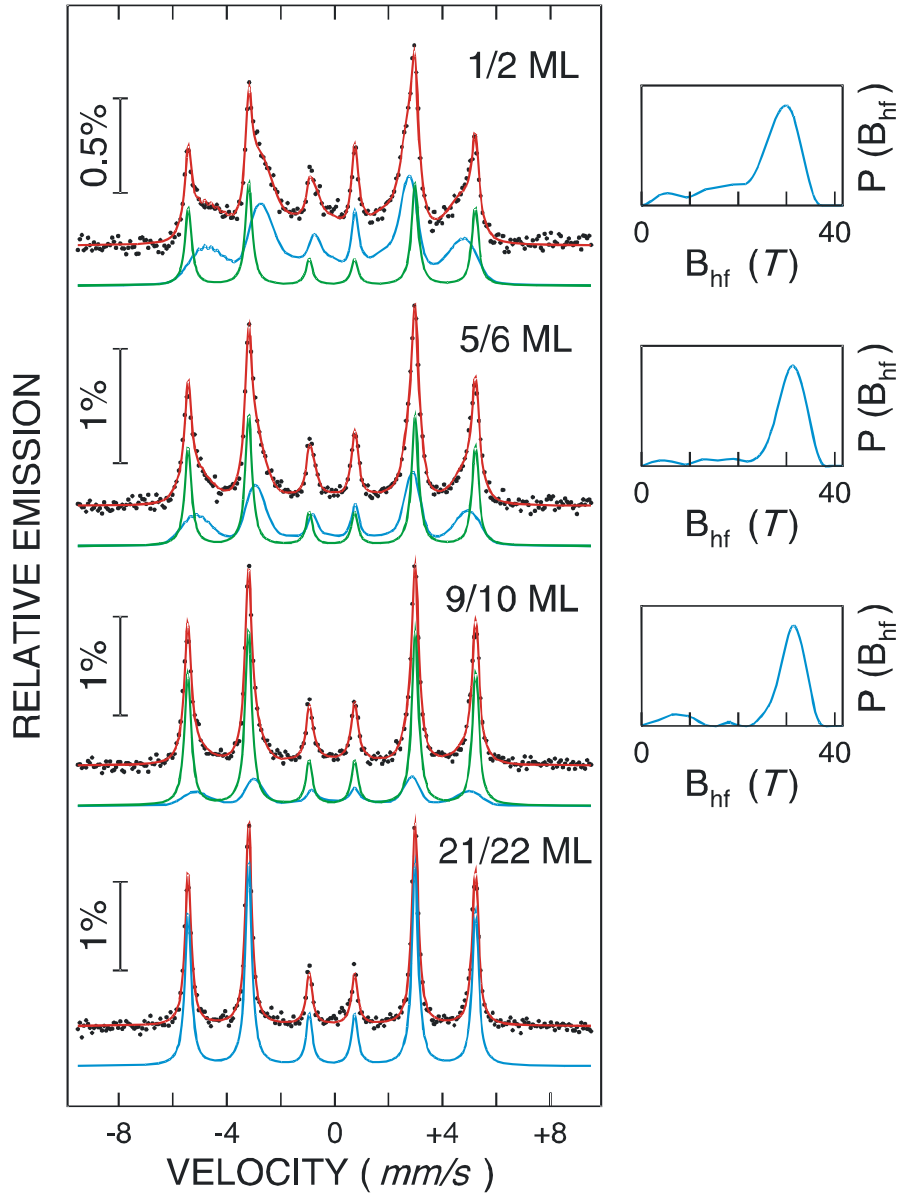 1/2 ML
0.5%
5/6 ML
1%
9/10 ML
1%
21/22 ML
1%
RELATIVE EMISSION
-8 -4 0 +4 +8
VELOCITY ( mm/s )
P (B_hf)
0 40
B_hf (T)
P (B_hf)
0 40
B_hf (T)
P (B_hf)
0 40
B_hf (T)